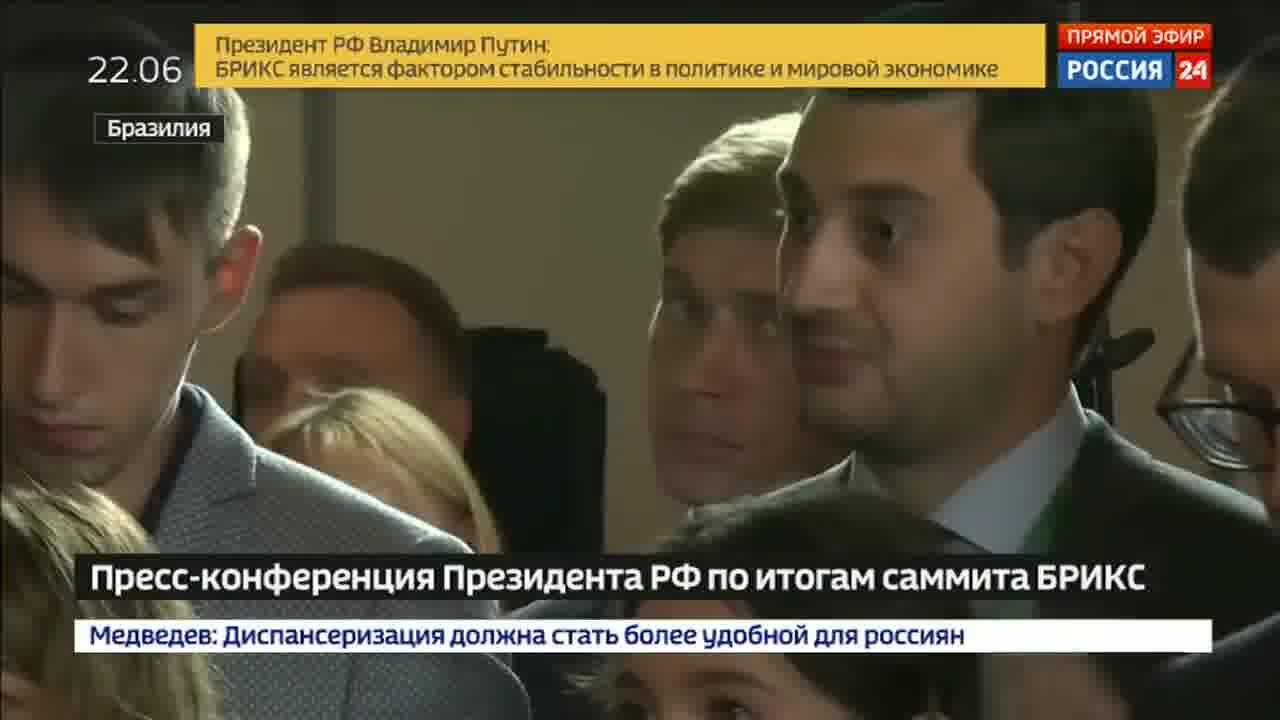 22.06
Президент РФ Владимир Путин:
БРИКС является фактором стабильности в политике и мировой экономике
ПРЯМОЙ ЭФИР
РОССИЯ 24
Бразилия
Пресс-конференция Президента РФ по итогам саммита БРИКС
Медведев: Диспансеризация должна стать более удобной для россиян